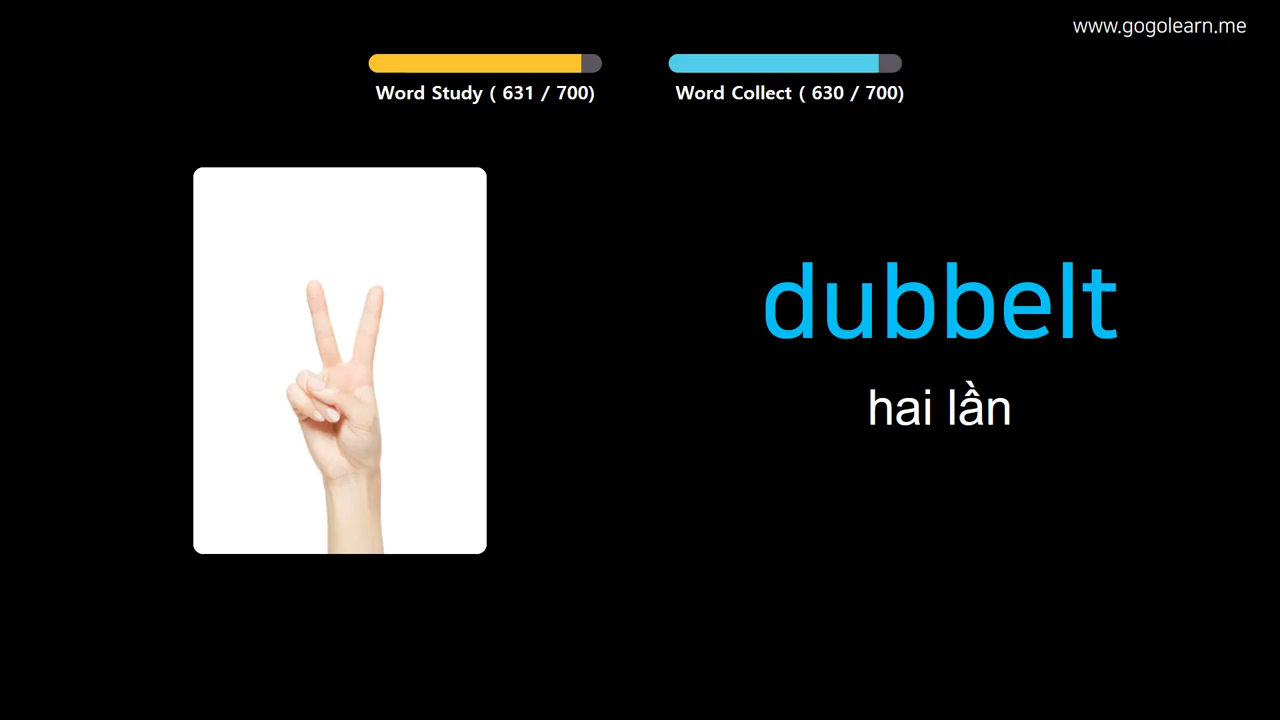 www.gogolearn.me
Word Study ( 631 / 700)
Word Collect ( 630 / 700)
dubbelt
hai lần